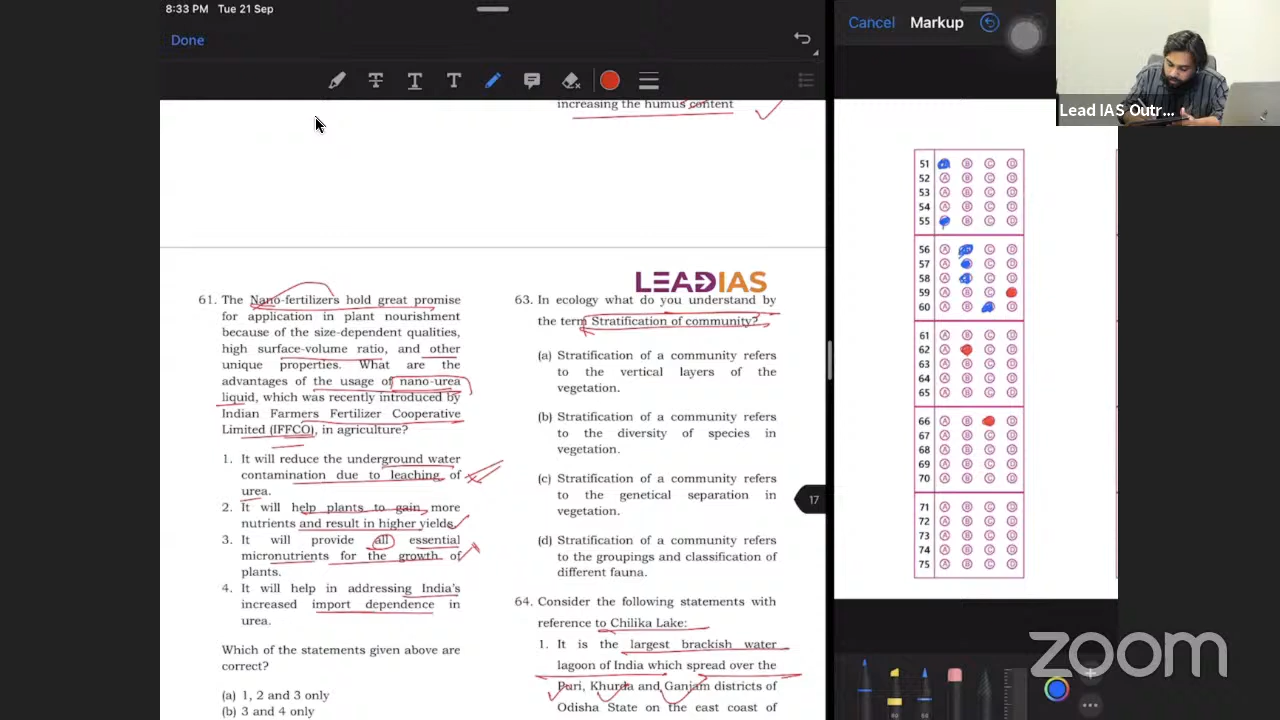 8:33 PM Tue 21 Sep
Done
Cancel Markup
Lead IAS Outr...
increasing the humus content
LEADIAS
61. The Nano-fertilizers hold great promise
for application in plant nourishment
because of the size-dependent qualities,
high surface-volume ratio, and other
unique properties. What are the
advantages of the usage of nano-urea
liquid, which was recently introduced by
Indian Farmers Fertilizer Cooperative
Limited (IFFCO), in agriculture?
1. It will reduce the underground water
contamination due to leaching of
urea.
2. It will help plants to gain more
nutrients and result in higher yields
3. It will provide all essential
micronutrients for the growth of
plants.
4. It will help in addressing India's
increased import dependence in
urea.
Which of the statements given above are
correct?
(a) 1, 2 and 3 only
(b) 3 and 4 only
63. In ecology what do you understand by
the term Stratification of community?
(a) Stratification of a community refers
to the vertical layers of the
vegetation.
(b) Stratification of a community refers
to the diversity of species in
vegetation.
(c) Stratification of a community refers
to the genetical separation in
vegetation.
(d) Stratification of a community refers
to the groupings and classification of
different fauna.
64. Consider the following statements with
reference to Chilika Lake:
1. It is the largest brackish water
lagoon of India which spread over the
Puri, Khurda and Ganjam districts of
Odisha State on the east coast of
17
51 B C D
52 A B C D
53 A B C D
54 A B C D
55 B C D
56 A C D
57 A C D
58 A C D
59 A B C
60 A B D
61 A B C D
62 A C D
63 A B C D
64 A B C D
65 A B C D
66 A B D
67 A B C D
68 A B C D
69 A B C D
70 A B C D
71 A B C D
72 A B C D
73 A B C D
74 A B C D
75 A B C D
zoom